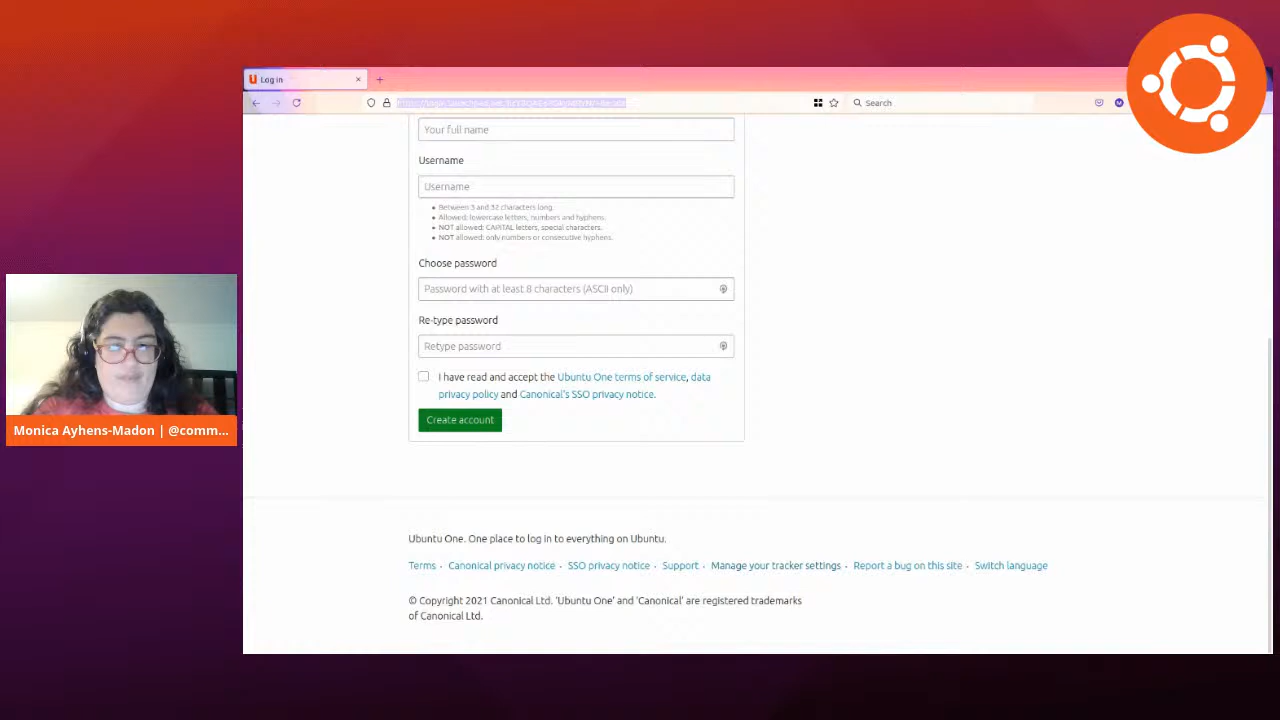 Log in
Search
Your full name
Username
Username
• Between 3 and 32 characters long.
• Allowed: lowercase letters, numbers and hyphens.
• NOT allowed: CAPITAL letters, special characters.
• NOT allowed: only numbers or consecutive hyphens.
Choose password
Password with at least 8 characters (ASCII only)
Re-type password
Retype password
I have read and accept the Ubuntu One terms of service, data
privacy policy and Canonical's SSO privacy notice.
Create account
Monica Ayhens-Madon | @comm...
Ubuntu One. One place to log in to everything on Ubuntu.
Terms · Canonical privacy notice · SSO privacy notice · Support · Manage your tracker settings · Report a bug on this site · Switch language
© Copyright 2021 Canonical Ltd. 'Ubuntu One' and 'Canonical' are registered trademarks
of Canonical Ltd.